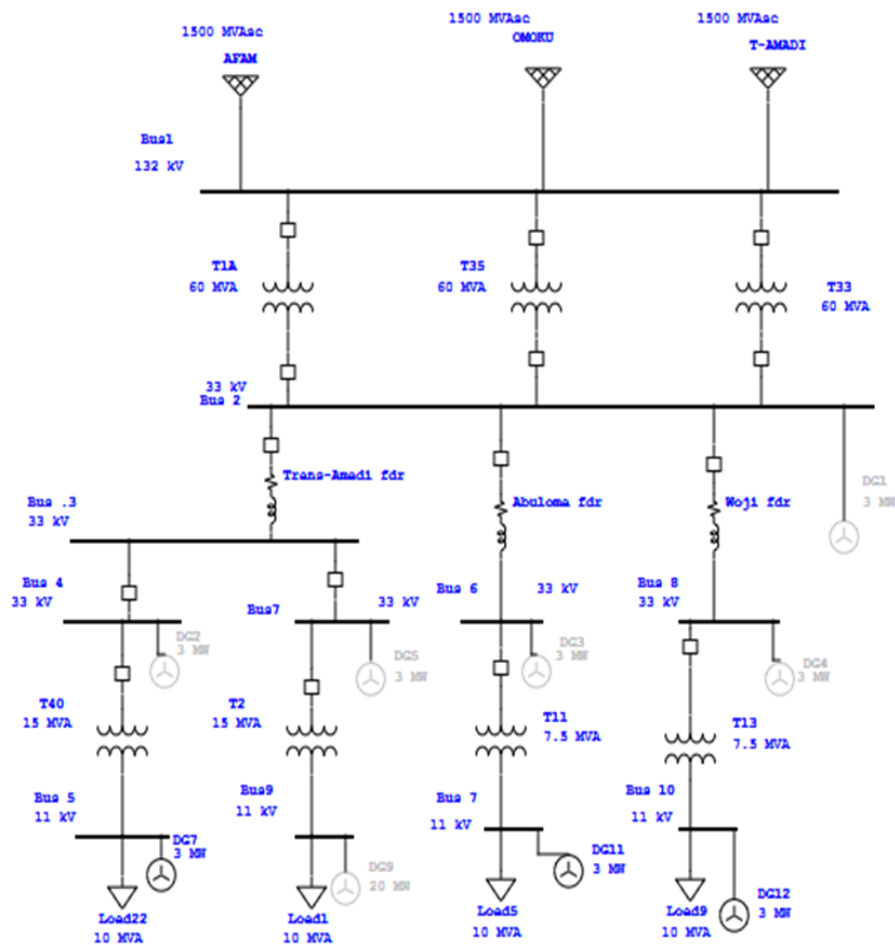 1500 MVAsc
AFAM
1500 MVAsc
OMOKU
1500 MVAsc
T-AMADI
Bus1
132 kV
T1A
60 MVA
T35
60 MVA
T33
60 MVA
33 kV
Bus 2
Trans-Amadi fdr
Abuloma fdr
Woji fdr
DG1
3 MW
Bus .3
33 kV
Bus 4
33 kV
DG2
3 MW
Bus7
33 kV
DG5
3 MW
Bus 6
33 kV
DG3
3 MW
Bus 8
33 kV
DG4
3 MW
T40
15 MVA
T2
15 MVA
T11
7.5 MVA
T13
7.5 MVA
Bus 5
11 kV
DG7
3 MW
Bus9
11 kV
DG9
20 MW
Bus 7
11 kV
DG11
3 MW
Bus 10
11 kV
DG12
3 MW
Load22
10 MVA
Load1
10 MVA
Load5
10 MVA
Load9
10 MVA